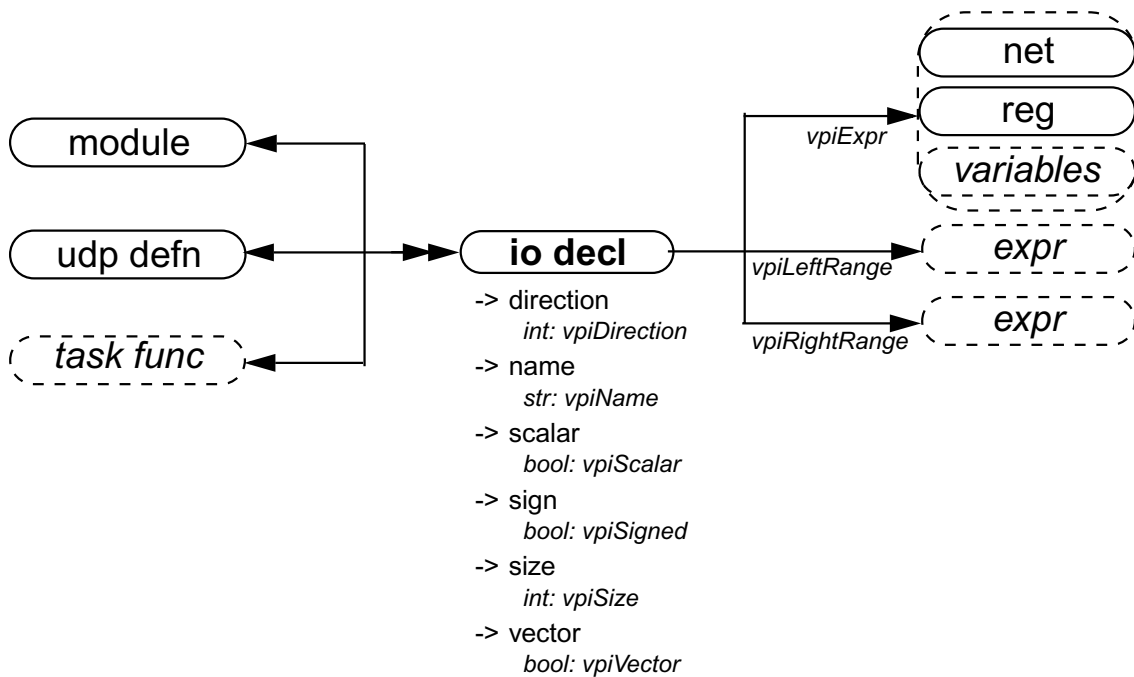 net
reg
variables
module
vpiExpr
udp defn
io decl
expr
vpiLeftRange
task func
expr
vpiRightRange
-> direction
int: vpiDirection
-> name
str: vpiName
-> scalar
bool: vpiScalar
-> sign
bool: vpiSigned
-> size
int: vpiSize
-> vector
bool: vpiVector